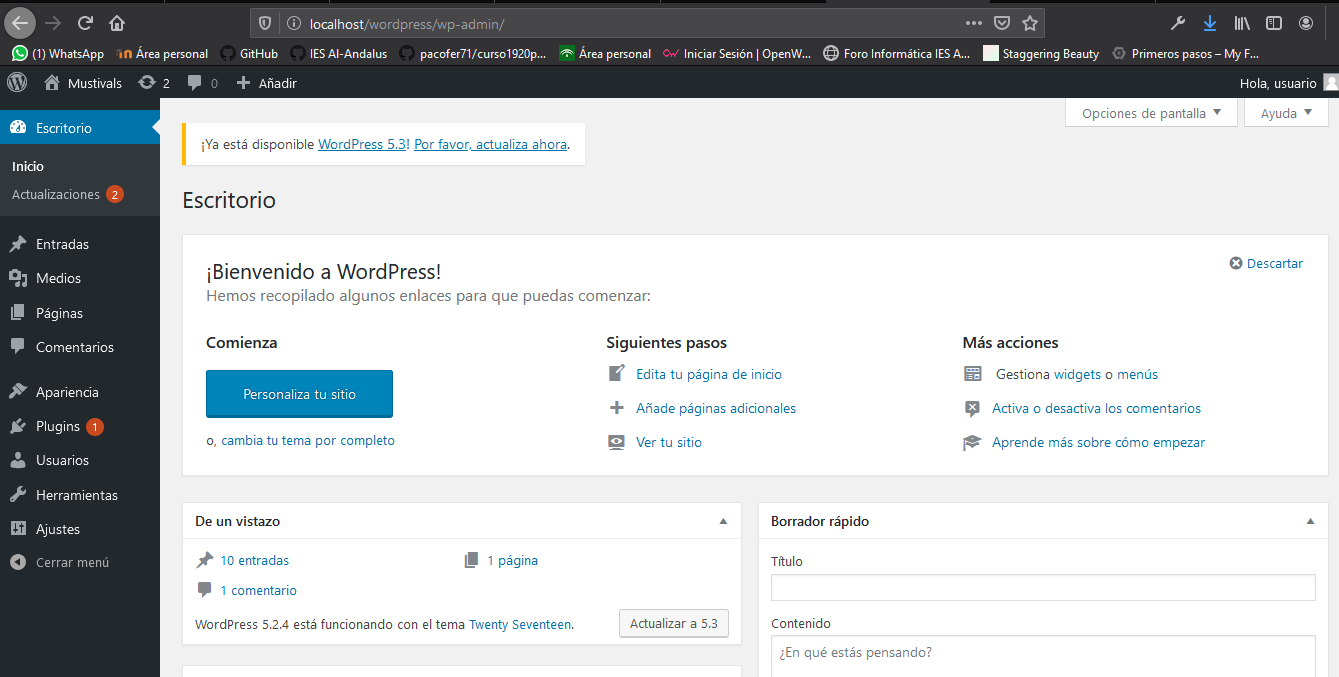 localhost/wordpress/wp-admin/
(1) WhatsApp Área personal GitHub IES Al-Andalus pacofer71/curso1920p... Área personal Iniciar Sesión | OpenW... Foro Informática IES A... Staggering Beauty Primeros pasos – My F...
Mustivals 2 0 Añadir Hola, usuario
Opciones de pantalla Ayuda
Escritorio
Inicio
Actualizaciones 2
Entradas
Medios
Páginas
Comentarios
Apariencia
Plugins 1
Usuarios
Herramientas
Ajustes
Cerrar menú
¡Ya está disponible WordPress 5.3! Por favor, actualiza ahora.
Escritorio
¡Bienvenido a WordPress!
Descartar
Hemos recopilado algunos enlaces para que puedas comenzar:
Comienza
Personaliza tu sitio
o, cambia tu tema por completo
Siguientes pasos
Edita tu página de inicio
Añade páginas adicionales
Ver tu sitio
Más acciones
Gestiona widgets o menús
Activa o desactiva los comentarios
Aprende más sobre cómo empezar
De un vistazo
10 entradas 1 página
1 comentario
WordPress 5.2.4 está funcionando con el tema Twenty Seventeen. Actualizar a 5.3
Borrador rápido
Título
Contenido
¿En qué estás pensando?